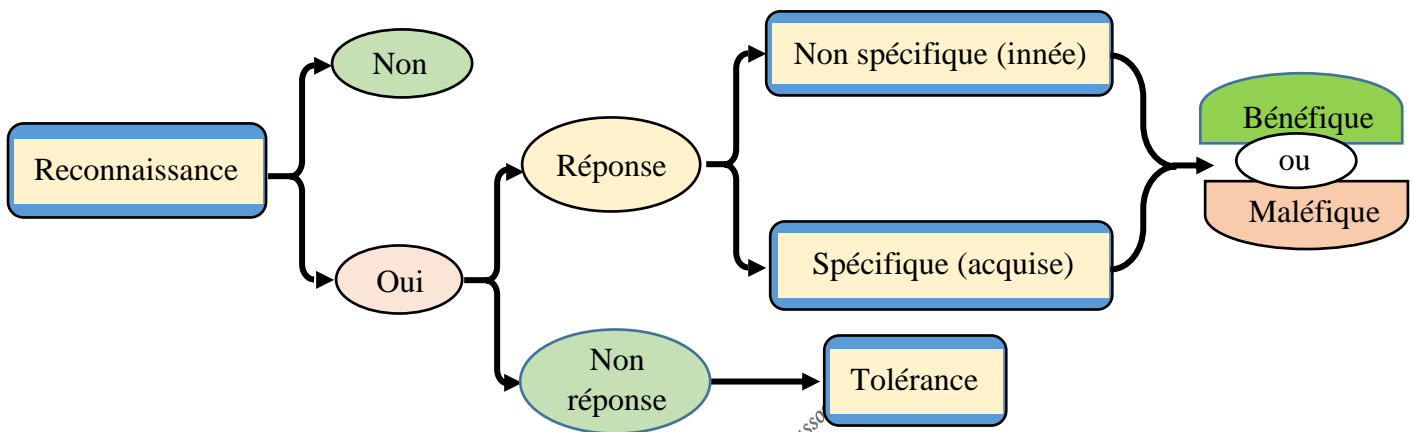 Non
Non spécifique (innée)
Bénéfique
Reconnaissance
Réponse
ou
Maléfique
Oui
Spécifique (acquise)
Non
réponse
Tolérance